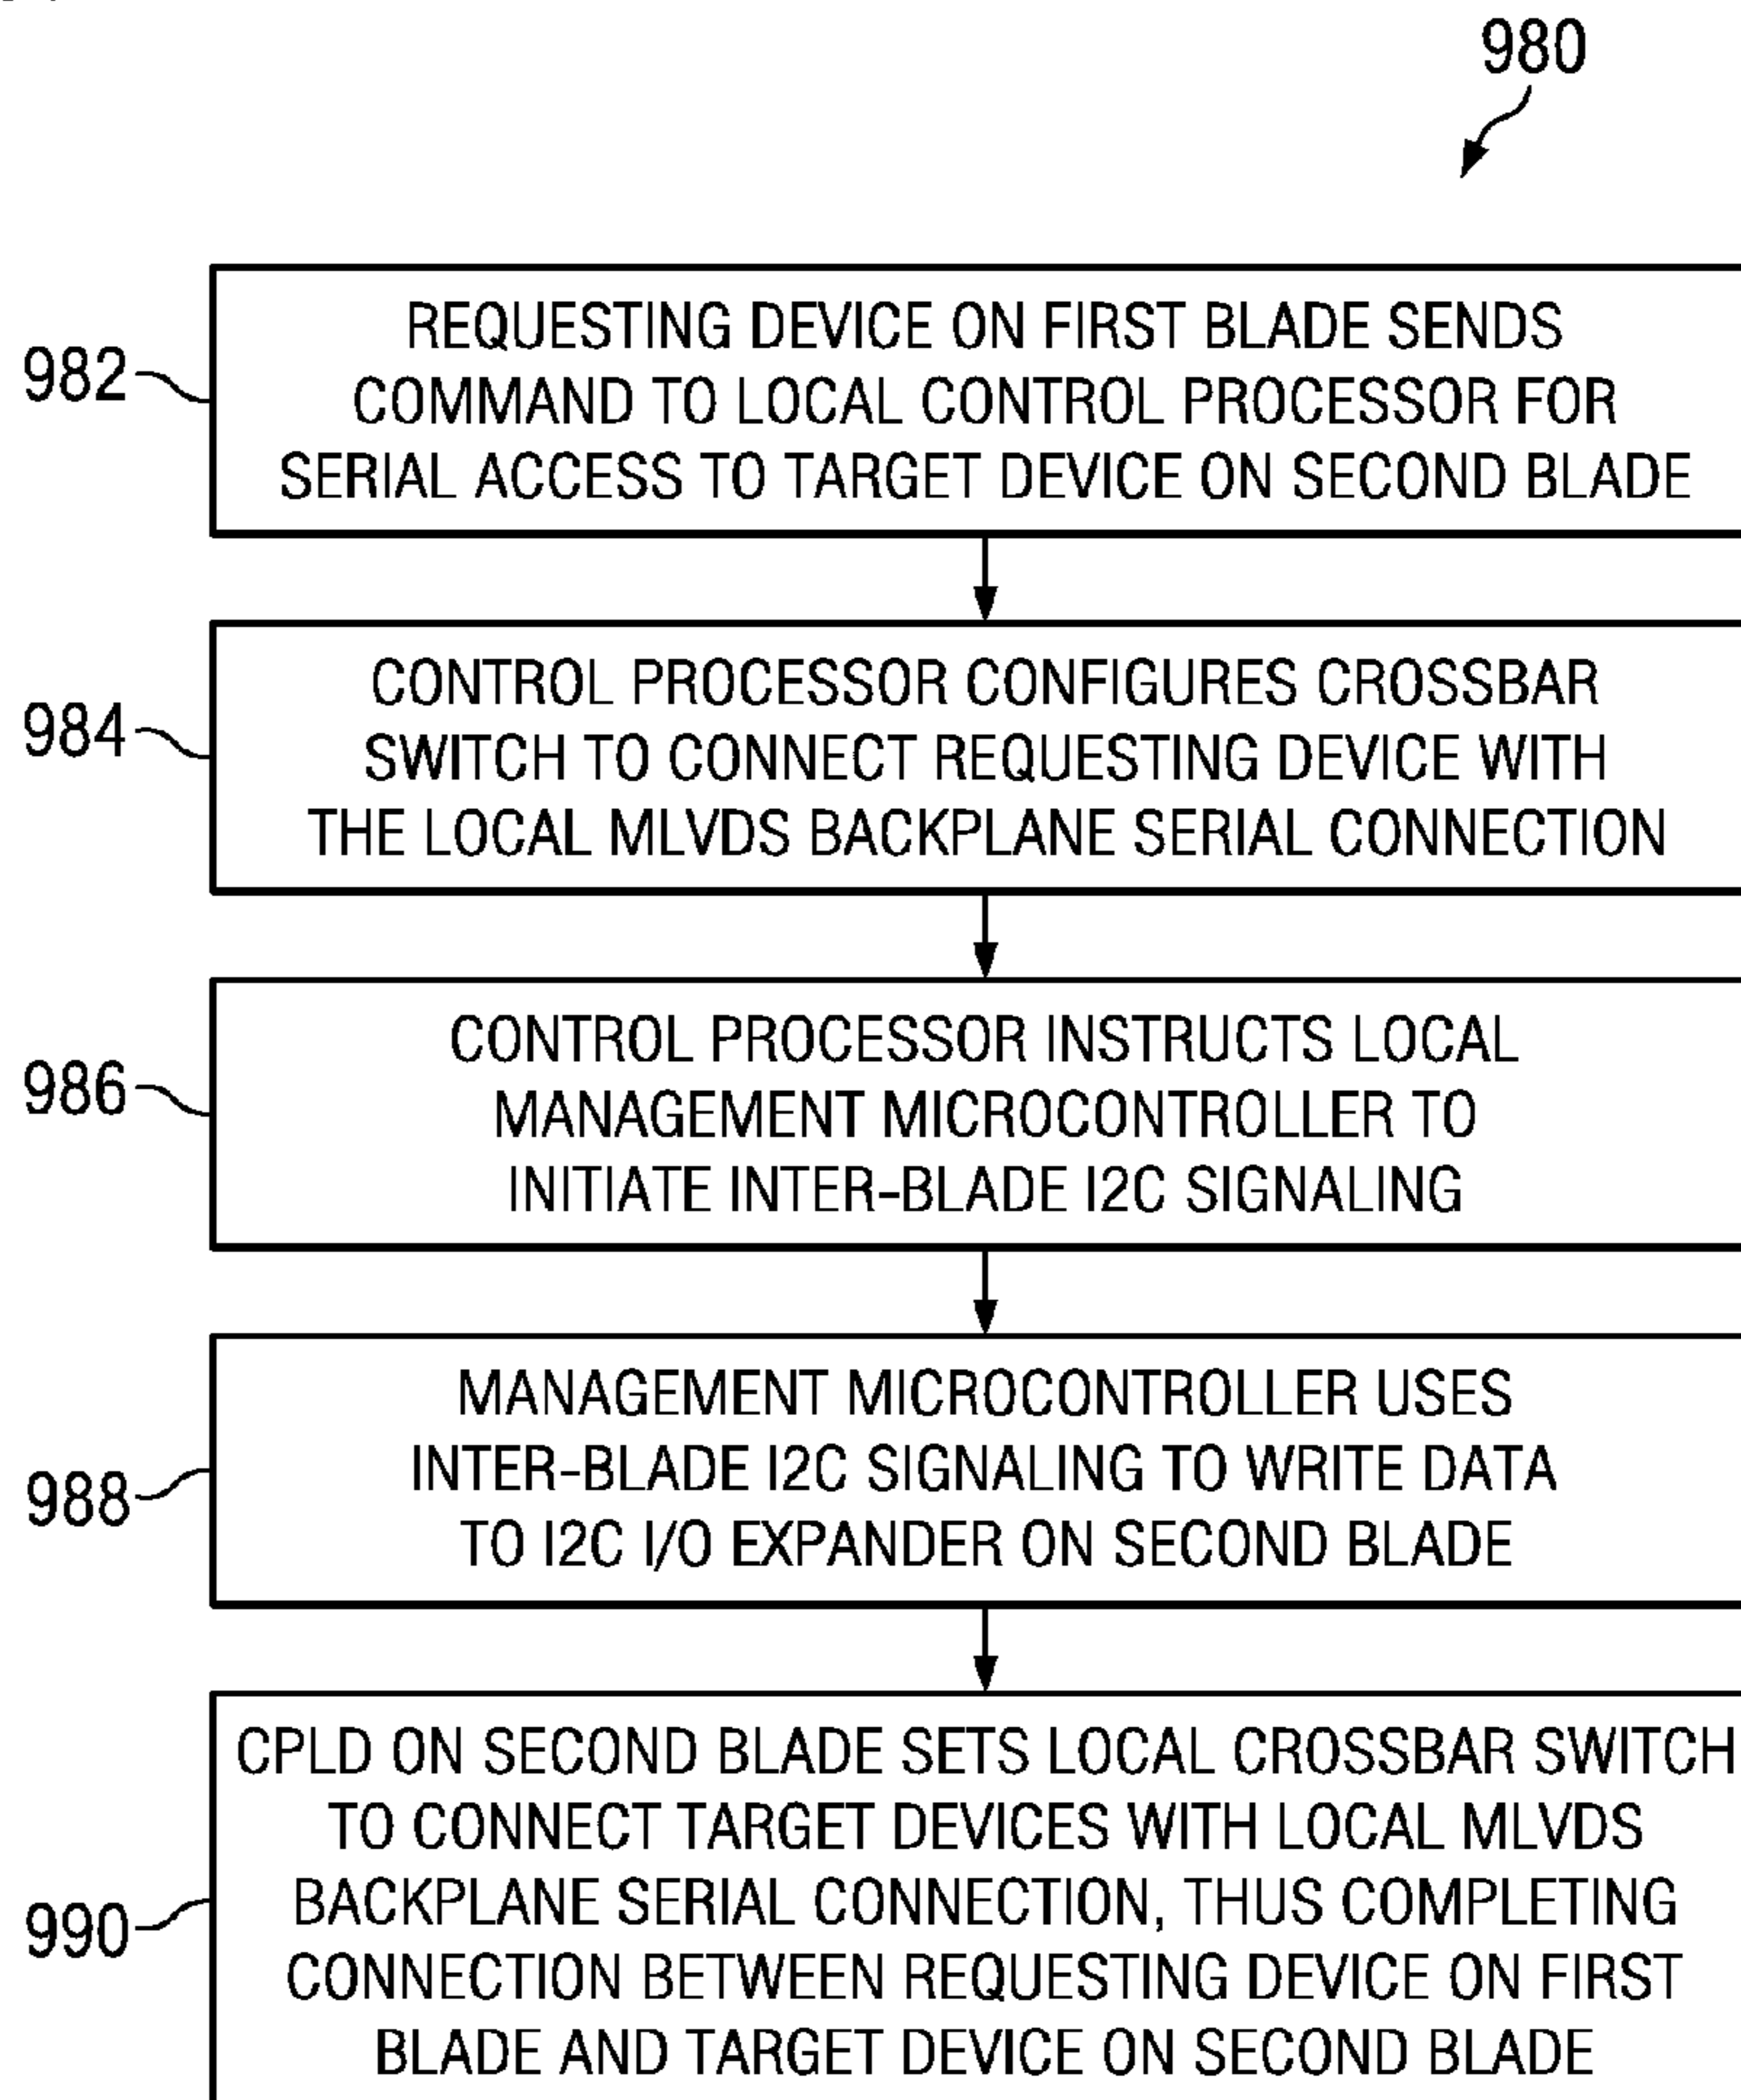 980
982
REQUESTING DEVICE ON FIRST BLADE SENDS
COMMAND TO LOCAL CONTROL PROCESSOR FOR
SERIAL ACCESS TO TARGET DEVICE ON SECOND BLADE
984
CONTROL PROCESSOR CONFIGURES CROSSBAR
SWITCH TO CONNECT REQUESTING DEVICE WITH
THE LOCAL MLVDS BACKPLANE SERIAL CONNECTION
986
CONTROL PROCESSOR INSTRUCTS LOCAL
MANAGEMENT MICROCONTROLLER TO
INITIATE INTER-BLADE I2C SIGNALING
988
MANAGEMENT MICROCONTROLLER USES
INTER-BLADE I2C SIGNALING TO WRITE DATA
TO I2C I/O EXPANDER ON SECOND BLADE
990
CPLD ON SECOND BLADE SETS LOCAL CROSSBAR SWITCH
TO CONNECT TARGET DEVICES WITH LOCAL MLVDS
BACKPLANE SERIAL CONNECTION, THUS COMPLETING
CONNECTION BETWEEN REQUESTING DEVICE ON FIRST
BLADE AND TARGET DEVICE ON SECOND BLADE